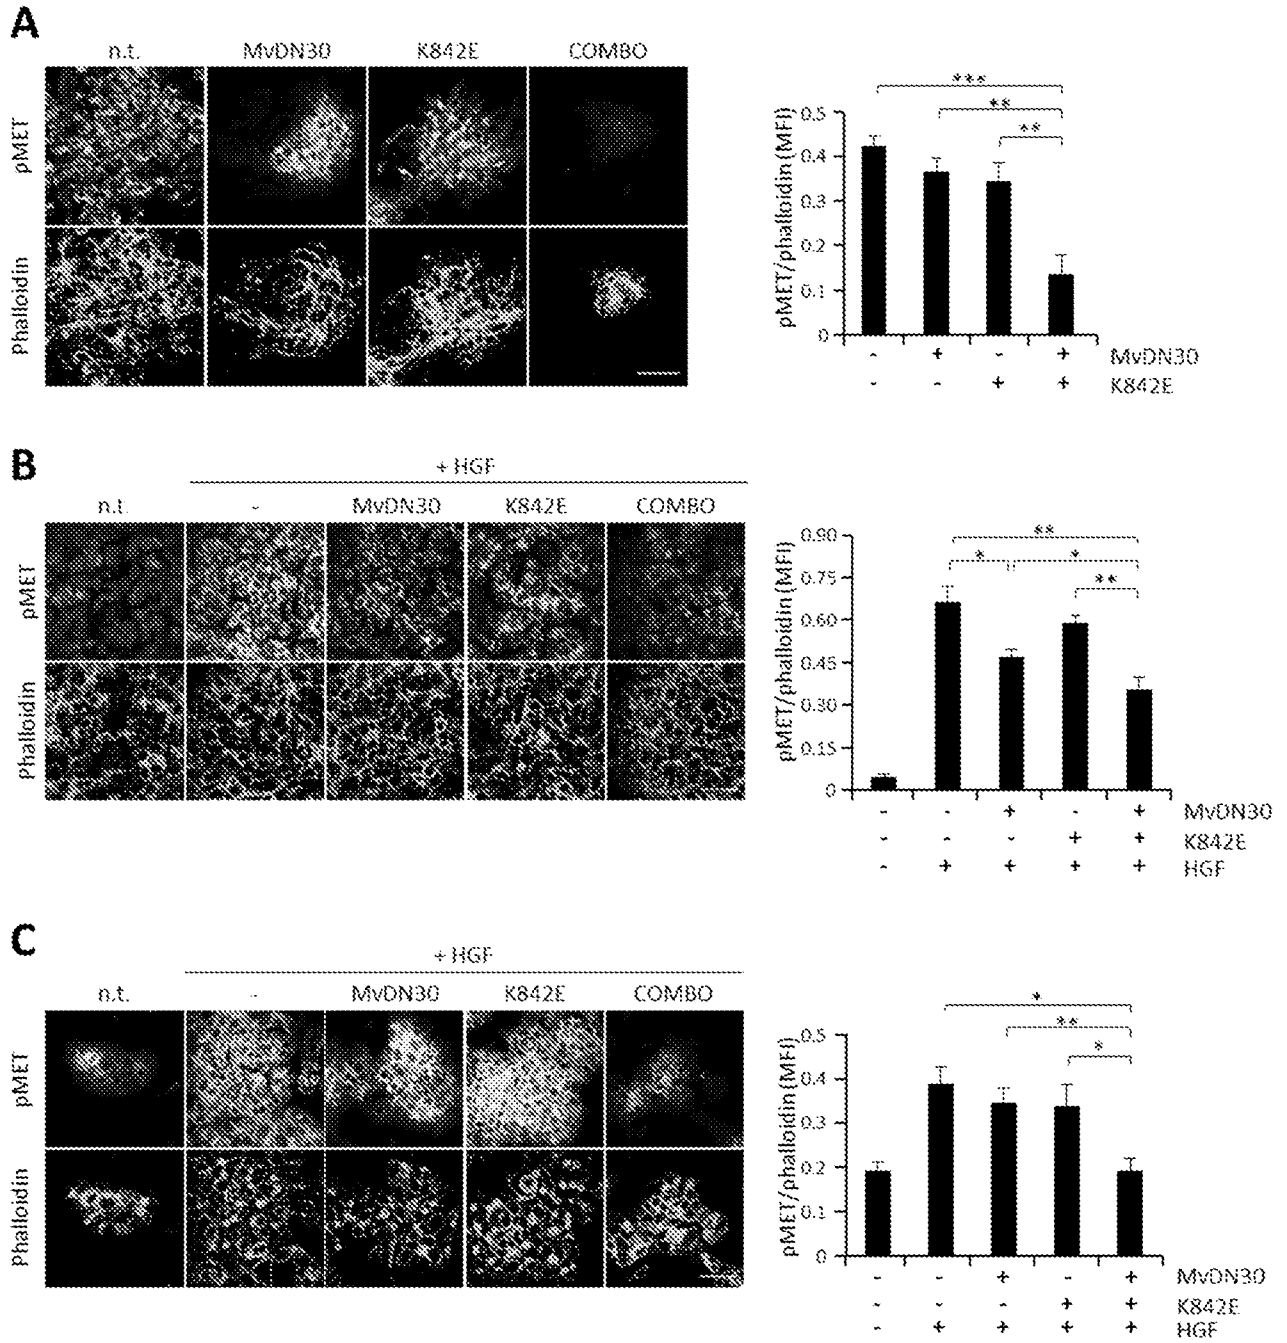 A
n.t. MvDN30 K842E COMBO
pMET
Phalloidin
pMET/phalloidin (MFI)
0.5
0.4
0.3
0.2
0.1
0
*** 
**
**
- + - + MvDN30
- - + + K842E
B
+ HGF
n.t. - MvDN30 K842E COMBO
pMET
Phalloidin
pMET/phalloidin (MFI)
0.90
0.75
0.60
0.45
0.30
0.15
0
**
* *
**
- - + - + MvDN30
- - - + + K842E
- + + + + HGF
C
+ HGF
n.t. - MvDN30 K842E COMBO
pMET
Phalloidin
pMET/phalloidin (MFI)
0.5
0.4
0.3
0.2
0.1
0
*
**
*
- - + - + MvDN30
- - - + + K842E
- + + + + HGF